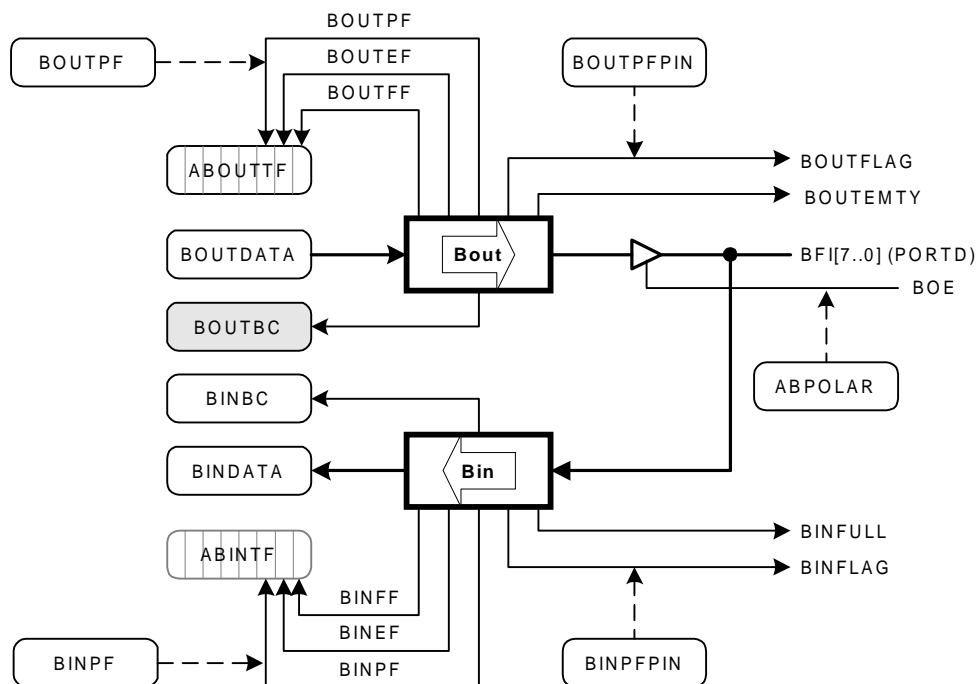 BOUTPF
BOUTPF
BOUTEF
BOUTFF
BOUTPFPIN
ABOUTTF
BOUTFLAG
BOUTEMTY
BOUTDATA
Bout
BFI[7..0] (PORTD)
BOE
BOUTBC
ABPOLAR
BINBC
BINDATA
Bin
BINFULL
ABINTF
BINFLAG
BINFF
BINEF
BINPF
BINPF
BINPFPIN